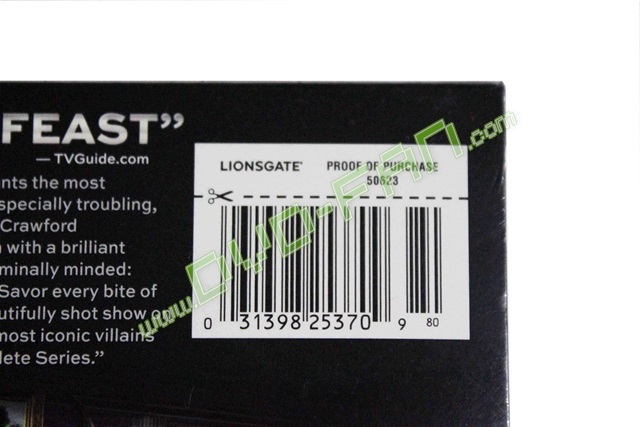 FEAST”
— TVGuide.com
nts the most
specially troubling,
Crawford
with a brilliant
minally minded:
Savor every bite of
utifully shot show on
most iconic villains
lete Series.”
LIONSGATE PROOF OF PURCHASE
50623
0 31398 25370 9 80
www.DVD-FAN.com